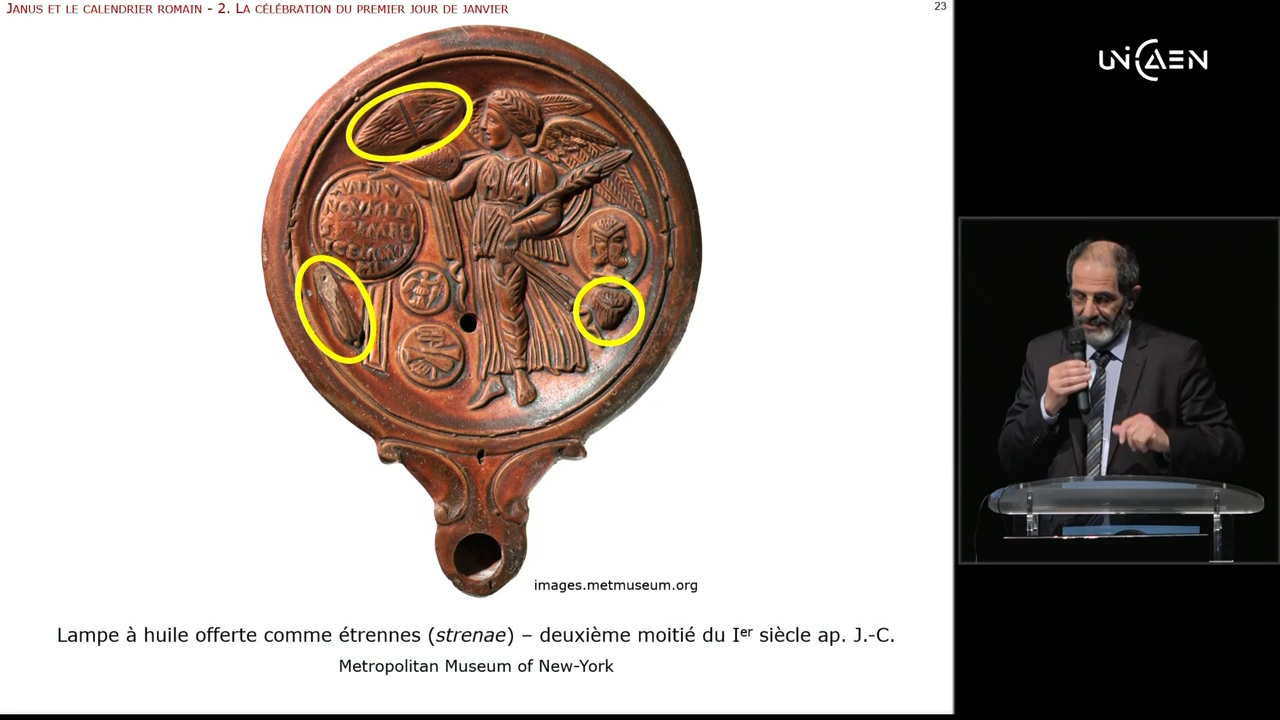 Janus et le calendrier romain - 2. La célébration du premier jour de janvier
23
UNICAEN
images.metmuseum.org
Lampe à huile offerte comme étrennes (strenae) – deuxième moitié du Ier siècle ap. J.-C.
Metropolitan Museum of New-York